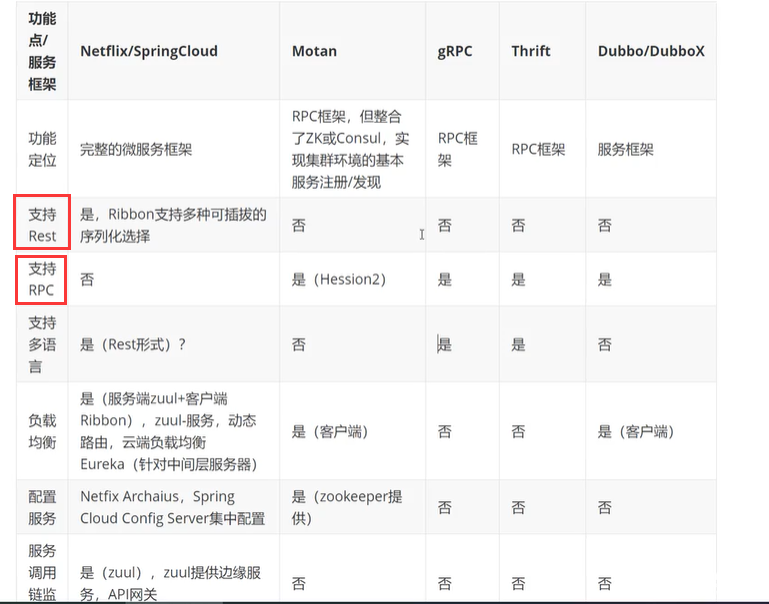 功能点/服务框架 Netflix/SpringCloud Motan gRPC Thrift Dubbo/DubboX
功能定位 完整的微服务框架 RPC框架，但整合了ZK或Consul，实现集群环境的基本服务注册/发现 RPC框架 RPC框架 服务框架
支持Rest 是，Ribbon支持多种可插拔的序列化选择 否 否 否 否
支持RPC 否 是（Hession2） 是 是 是
支持多语言 是（Rest形式）？ 否 是 是 否
负载均衡 是（服务端zuul+客户端Ribbon），zuul-服务，动态路由，云端负载均衡Eureka（针对中间层服务器） 是（客户端） 否 否 是（客户端）
配置服务 Netfix Archaius，Spring Cloud Config Server集中配置 是（zookeeper提供） 否 否 否
服务调用链监 是（zuul），zuul提供边缘服务，API网关 否 否 否 否